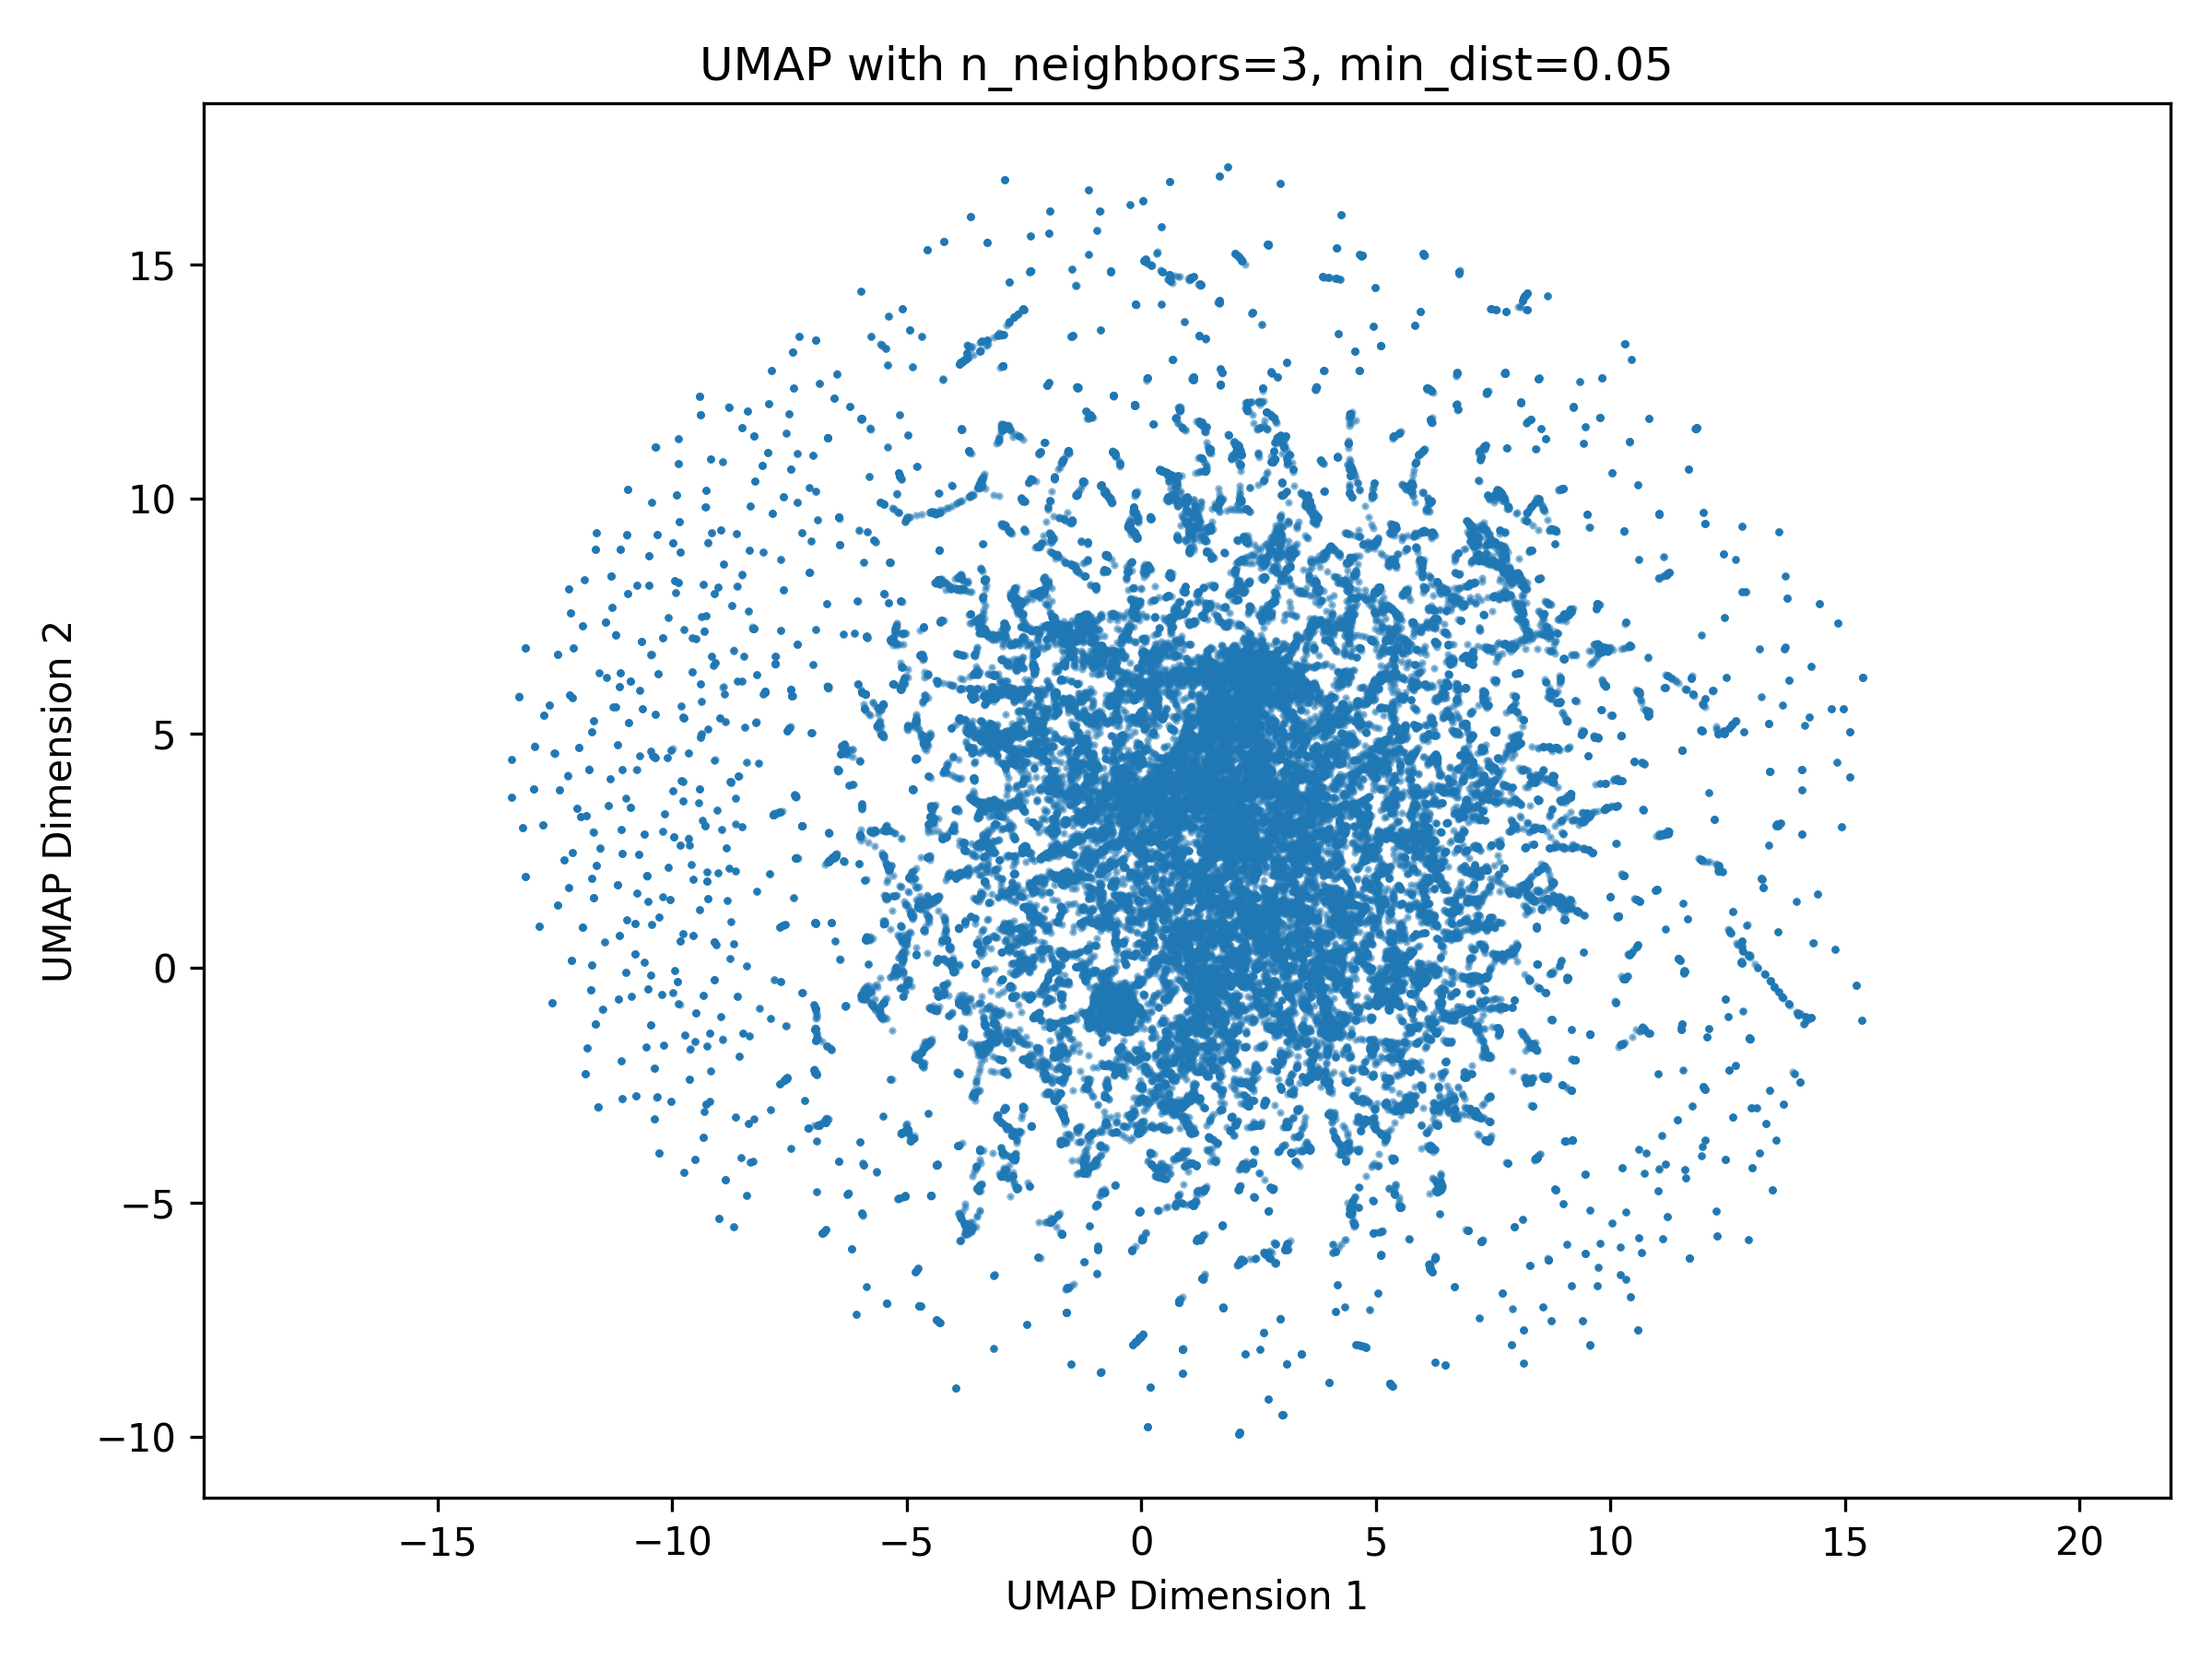 UMAP with n_neighbors=3, min_dist=0.05
UMAP Dimension 2
15
10
5
0
−5
−10
−15 −10 −5 0 5 10 15 20
UMAP Dimension 1